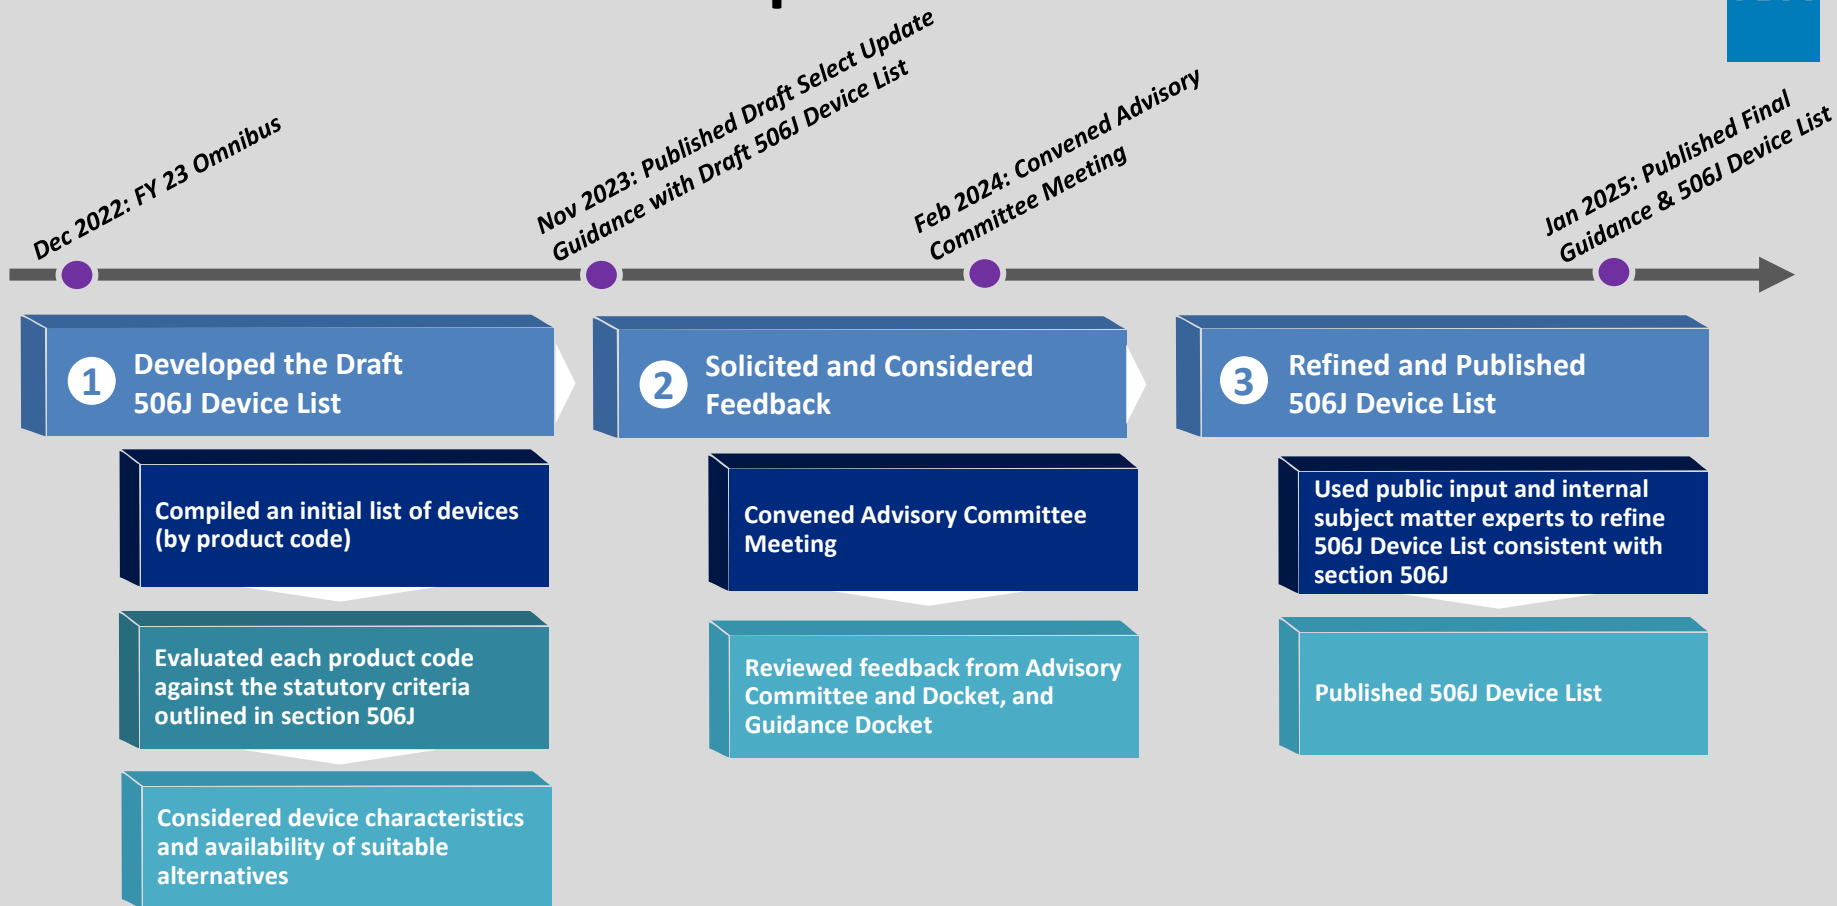 Dec 2022: FY 23 Omnibus
Nov 2023: Published Draft Select Update
Guidance with Draft 506J Device List
Feb 2024: Convened Advisory
Committee Meeting
Jan 2025: Published Final
Guidance & 506J Device List
1
Developed the Draft
506J Device List
Compiled an initial list of devices
(by product code)
Evaluated each product code
against the statutory criteria
outlined in section 506J
Considered device characteristics
and availability of suitable
alternatives
2
Solicited and Considered
Feedback
Convened Advisory Committee
Meeting
Reviewed feedback from Advisory
Committee and Docket, and
Guidance Docket
3
Refined and Published
506J Device List
Used public input and internal
subject matter experts to refine
506J Device List consistent with
section 506J
Published 506J Device List